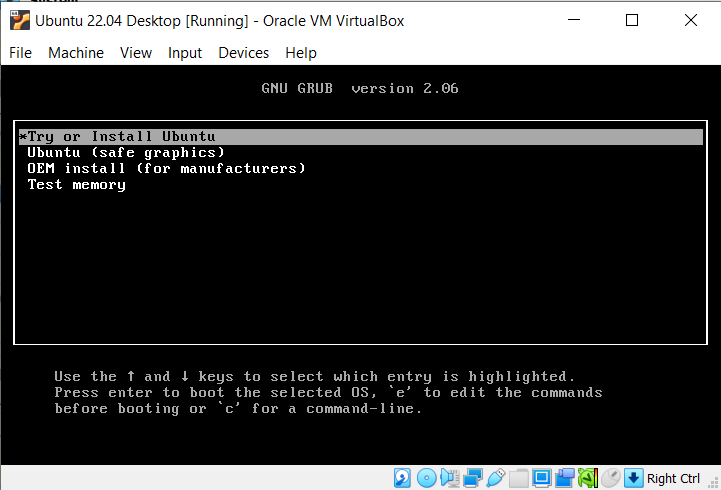 Ubuntu 22.04 Desktop [Running] - Oracle VM VirtualBox
File Machine View Input Devices Help
GNU GRUB version 2.06
*Try or Install Ubuntu
Ubuntu (safe graphics)
OEM install (for manufacturers)
Test memory
Use the ↑ and ↓ keys to select which entry is highlighted.
Press enter to boot the selected OS, `e' to edit the commands
before booting or `c' for a command-line.
Right Ctrl